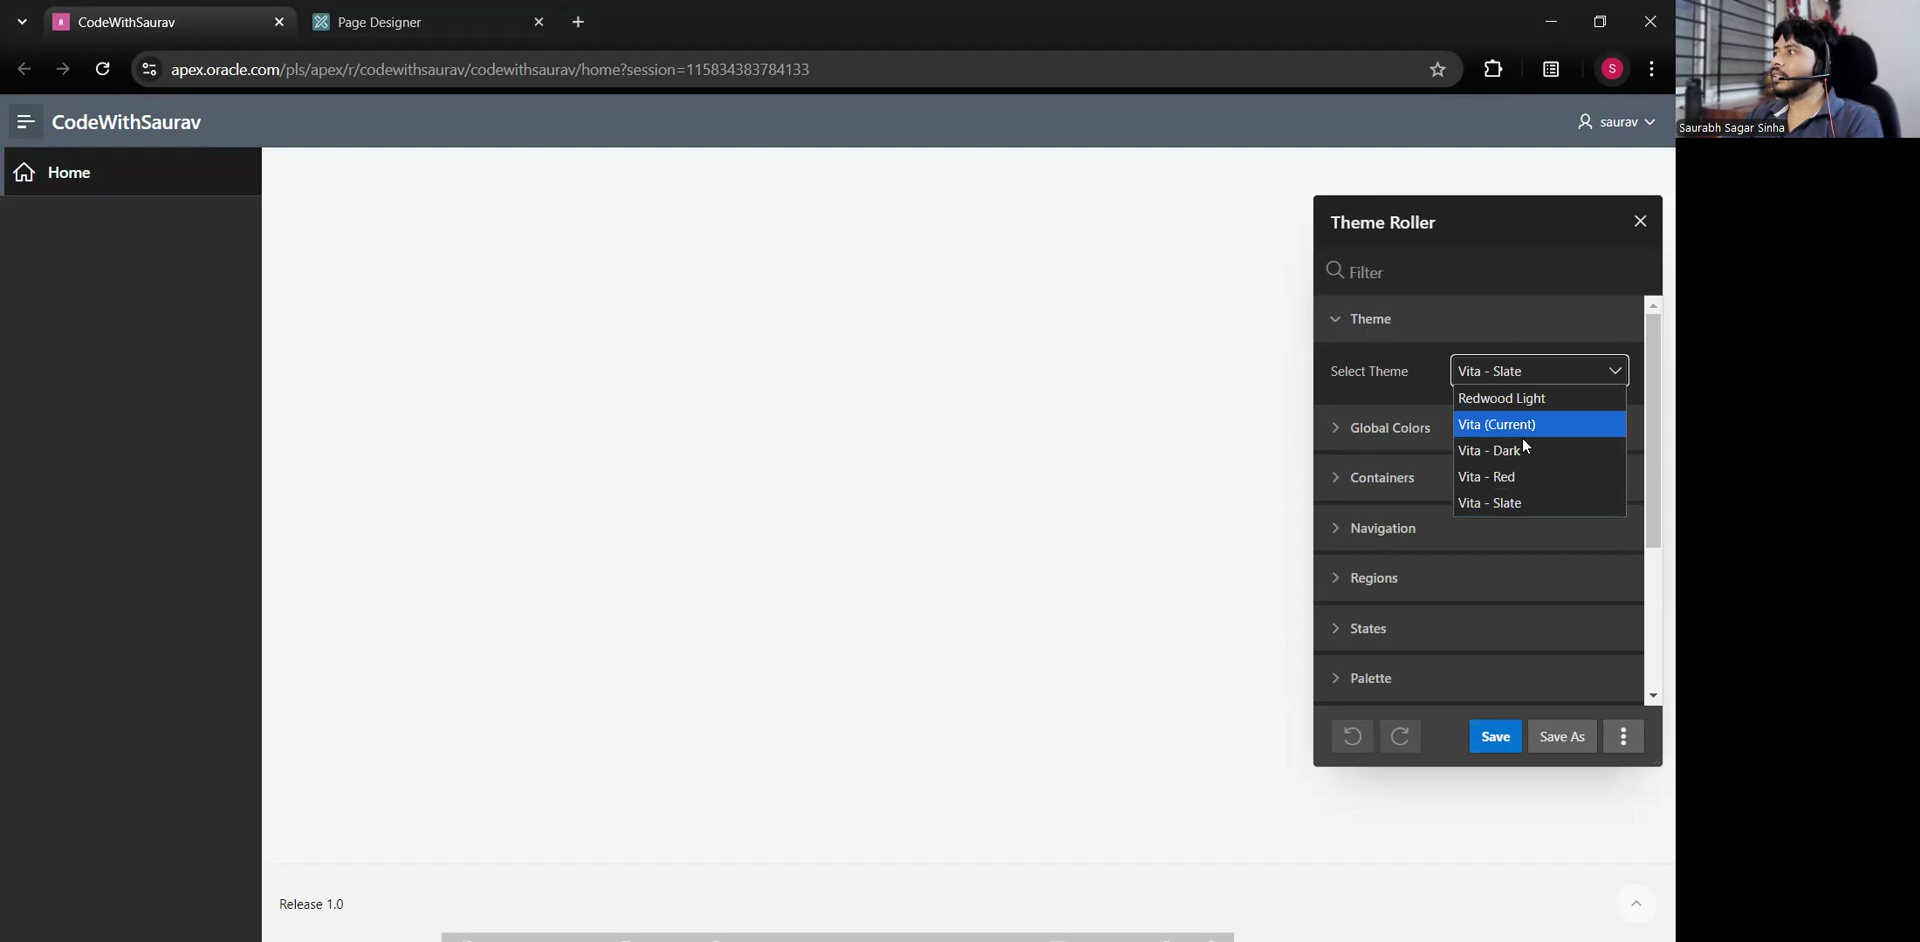 CodeWithSaurav
Page Designer
apex.oracle.com/pls/apex/r/codewithsaurav/codewithsaurav/home?session=115834383784133
S
CodeWithSaurav
saurav
Saurabh Sagar Sinha
Home
Theme Roller
Filter
Theme
Select Theme
Vita - Slate
Redwood Light
Vita (Current)
Vita - Dark
Vita - Red
Vita - Slate
Global Colors
Containers
Navigation
Regions
States
Palette
Save
Save As
Release 1.0